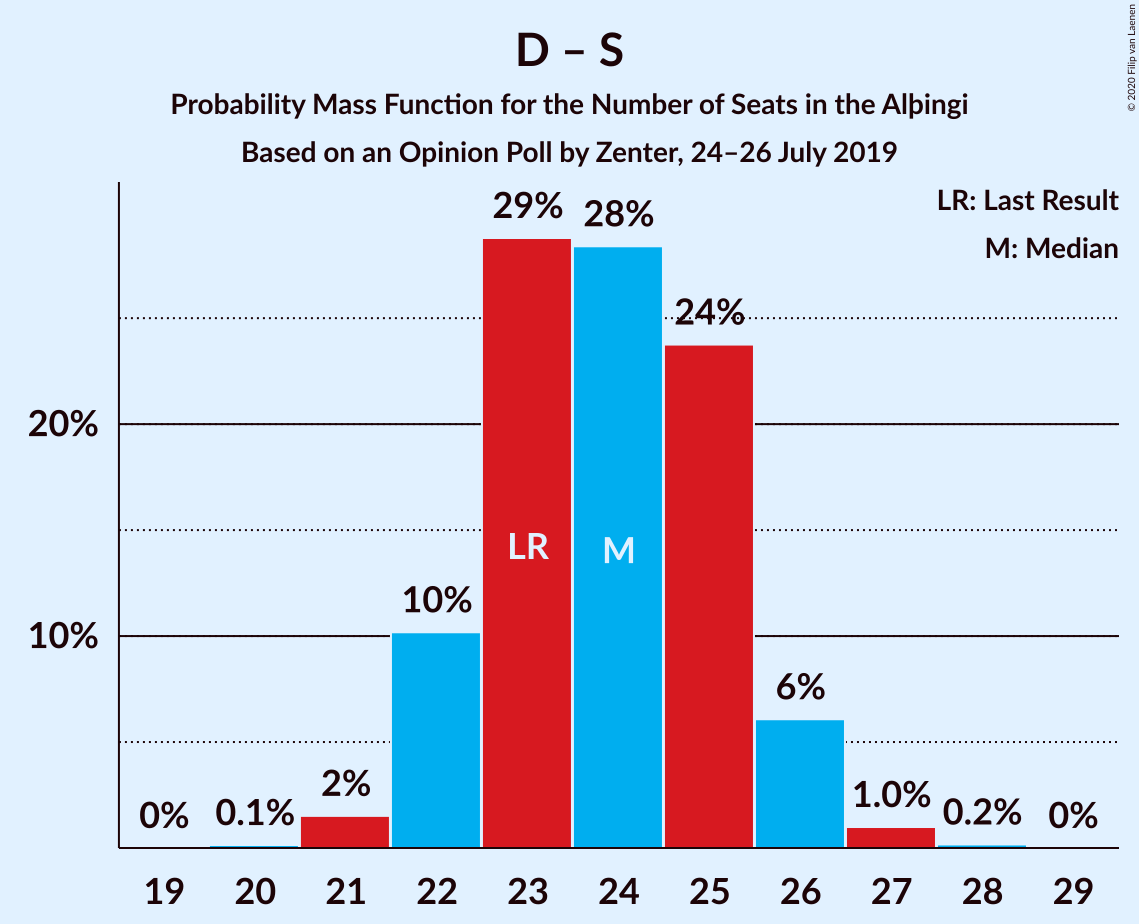 D – S
Probability Mass Function for the Number of Seats in the Alþingi
Based on an Opinion Poll by Zenter, 24–26 July 2019
© 2020 Filip van Laenen
LR: Last Result
M: Median
29%
28%
24%
20%
LR
M
10%
10%
6%
2%
1.0%
0%
0.1%
0.2%
0%
19 20 21 22 23 24 25 26 27 28 29